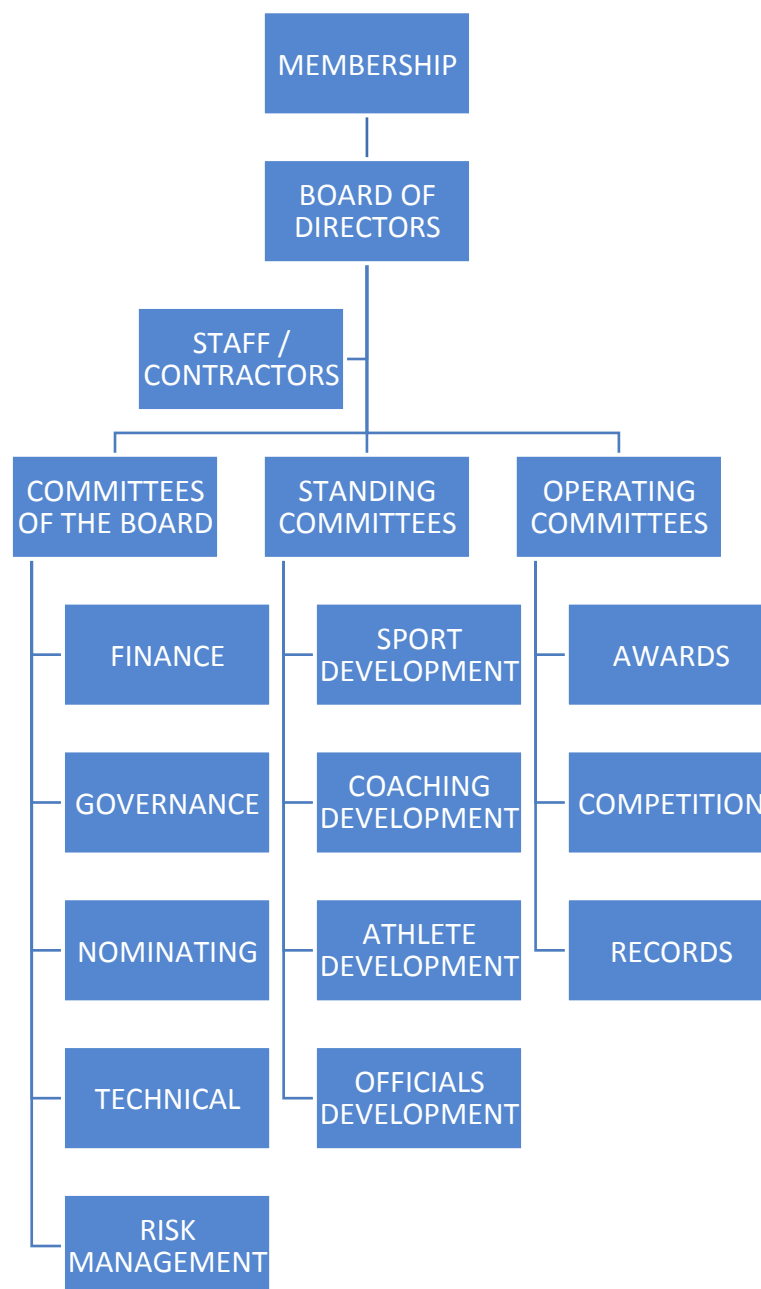 MEMBERSHIP
BOARD OF
DIRECTORS
STAFF /
CONTRACTORS
COMMITTEES
OF THE BOARD
FINANCE
GOVERNANCE
NOMINATING
TECHNICAL
RISK
MANAGEMENT
STANDING
COMMITTEES
SPORT
DEVELOPMENT
COACHING
DEVELOPMENT
ATHLETE
DEVELOPMENT
OFFICIALS
DEVELOPMENT
OPERATING
COMMITTEES
AWARDS
COMPETITION
RECORDS